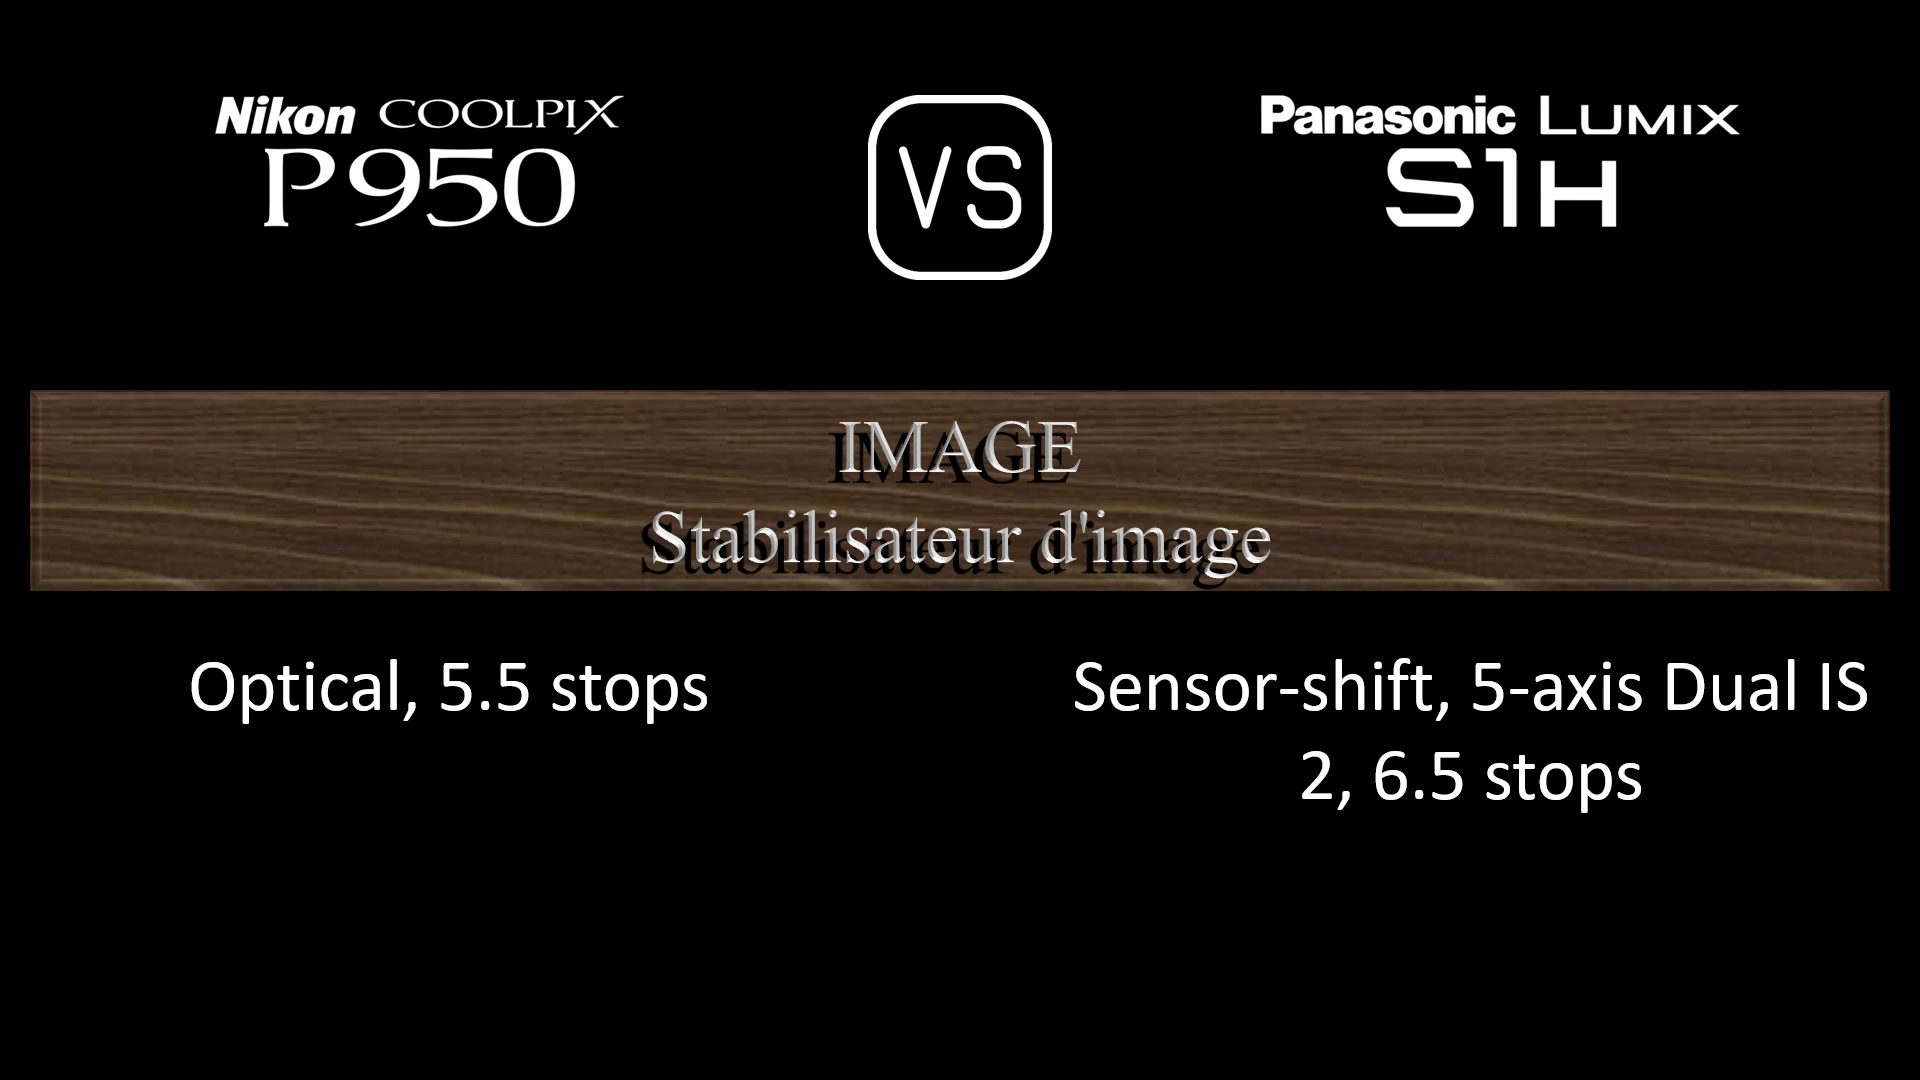 Nikon COOLPIX
P950
VS
Panasonic LUMIX
S1H
IMAGE
Stabilisateur d'image
Optical, 5.5 stops
Sensor-shift, 5-axis Dual IS
2, 6.5 stops